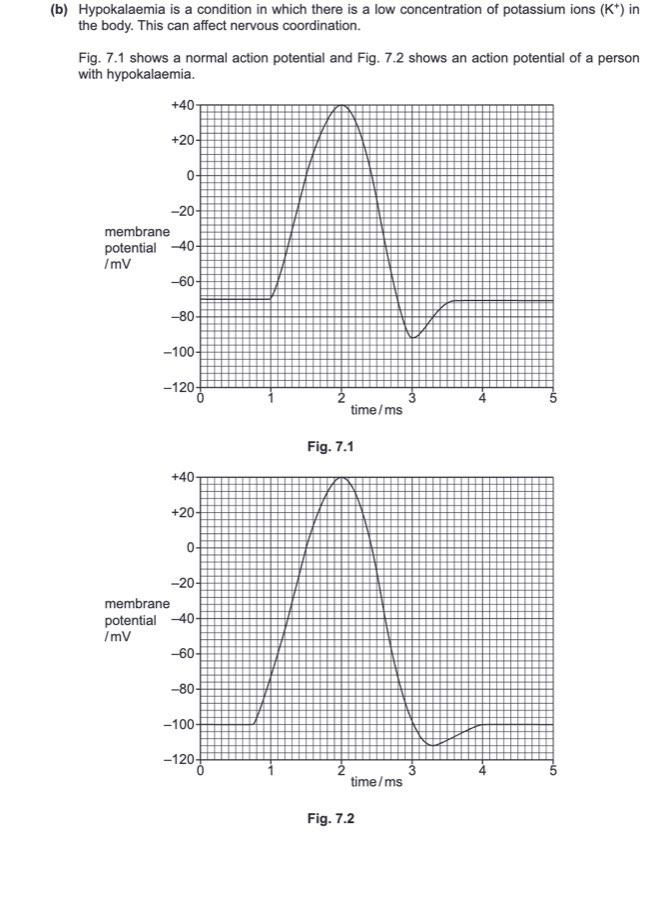 (b) Hypokalaemia is a condition in which there is a low concentration of potassium ions (K⁺) in
the body. This can affect nervous coordination.
Fig. 7.1 shows a normal action potential and Fig. 7.2 shows an action potential of a person
with hypokalaemia.
+40
+20
0
–20
membrane
potential –40
/mV
–60
–80
–100
–120
0 1 2 3 4 5
time/ms
Fig. 7.1
+40
+20
0
–20
membrane
potential –40
/mV
–60
–80
–100
–120
0 1 2 3 4 5
time/ms
Fig. 7.2